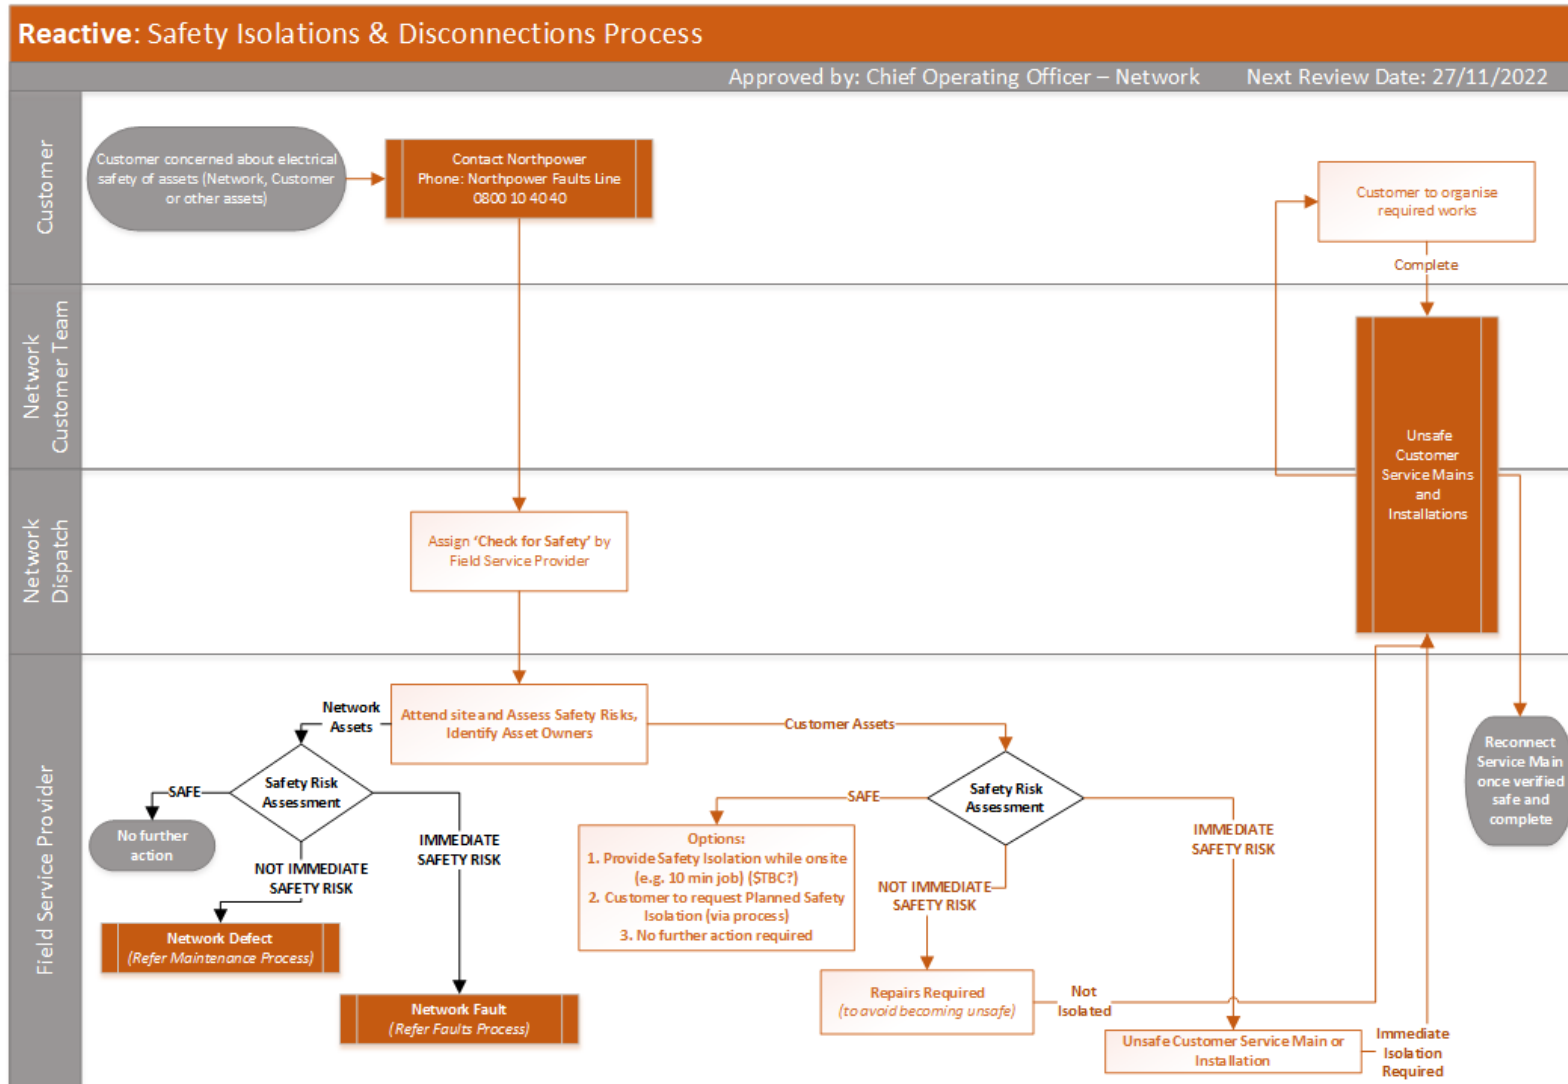 Reactive: Safety Isolations & Disconnections Process
Approved by: Chief Operating Officer – Network Next Review Date: 27/11/2022
Customer
Customer concerned about electrical
safety of assets (Network, Customer
or other assets)
Contact Northpower
Phone: Northpower Faults Line
0800 10 40 40
Customer to organise
required works
Complete
Network
Customer Team
Unsafe
Customer
Service Mains
and
Installations
Network
Dispatch
Assign ‘Check for Safety’ by
Field Service Provider
Field Service Provider
Attend site and Assess Safety Risks,
Identify Asset Owners
Network
Assets
Customer Assets
Safety Risk
Assessment
SAFE
No further
action
NOT IMMEDIATE
SAFETY RISK
IMMEDIATE
SAFETY RISK
Network Defect
(Refer Maintenance Process)
Network Fault
(Refer Faults Process)
Safety Risk
Assessment
SAFE
Options:
1. Provide Safety Isolation while onsite
(e.g. 10 min job) ($TBC?)
2. Customer to request Planned Safety
Isolation (via process)
3. No further action required
NOT IMMEDIATE
SAFETY RISK
IMMEDIATE
SAFETY RISK
Repairs Required
(to avoid becoming unsafe)
Not
Isolated
Unsafe Customer Service Main or
Installation
Immediate
Isolation
Required
Reconnect
Service Main
once verified
safe and
complete